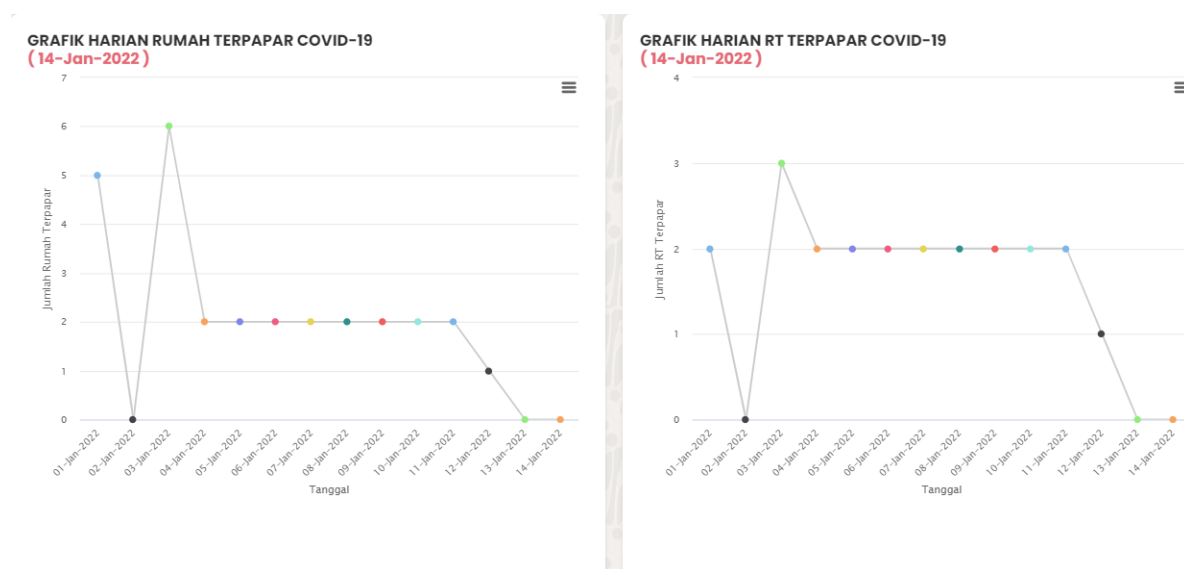 GRAFIK HARIAN RUMAH TERPAPAR COVID-19
( 14-Jan-2022 )
7
6
5
4
3
2
1
0
Jumlah Rumah Terpapar
01-Jan-2022
02-Jan-2022
03-Jan-2022
04-Jan-2022
05-Jan-2022
06-Jan-2022
07-Jan-2022
08-Jan-2022
09-Jan-2022
10-Jan-2022
11-Jan-2022
12-Jan-2022
13-Jan-2022
14-Jan-2022
Tanggal
GRAFIK HARIAN RT TERPAPAR COVID-19
( 14-Jan-2022 )
4
3
2
1
0
Jumlah RT Terpapar
01-Jan-2022
02-Jan-2022
03-Jan-2022
04-Jan-2022
05-Jan-2022
06-Jan-2022
07-Jan-2022
08-Jan-2022
09-Jan-2022
10-Jan-2022
11-Jan-2022
12-Jan-2022
13-Jan-2022
14-Jan-2022
Tanggal